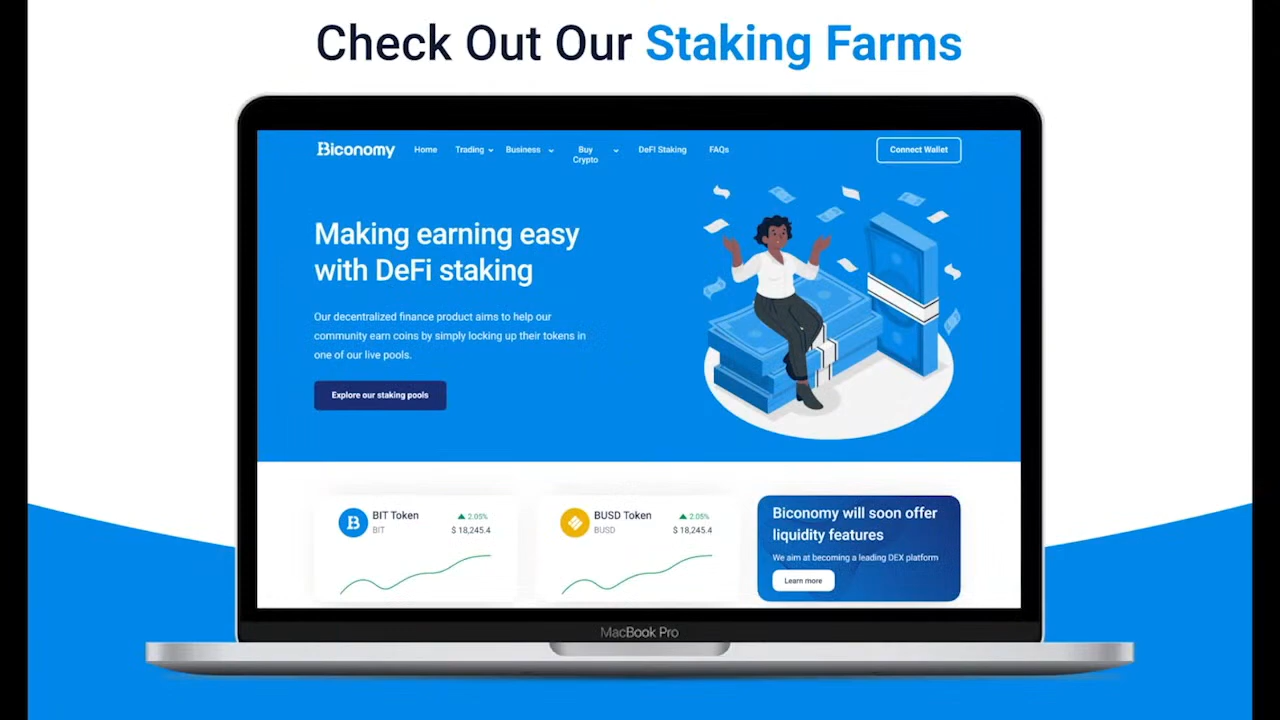 Check Out Our Staking Farms
Biconomy
Home
Trading
Business
Buy
Crypto
DeFI Staking
FAQs
Connect Wallet
Making earning easy
with DeFi staking
Our decentralized finance product aims to help our
community earn coins by simply locking up their tokens in
one of our live pools.
Explore our staking pools
BIT Token
BIT
2.05%
$ 18,245.4
BUSD Token
BUSD
2.05%
$ 18,245.4
Biconomy will soon offer
liquidity features
We aim at becoming a leading DEX platform
Learn more
MacBook Pro